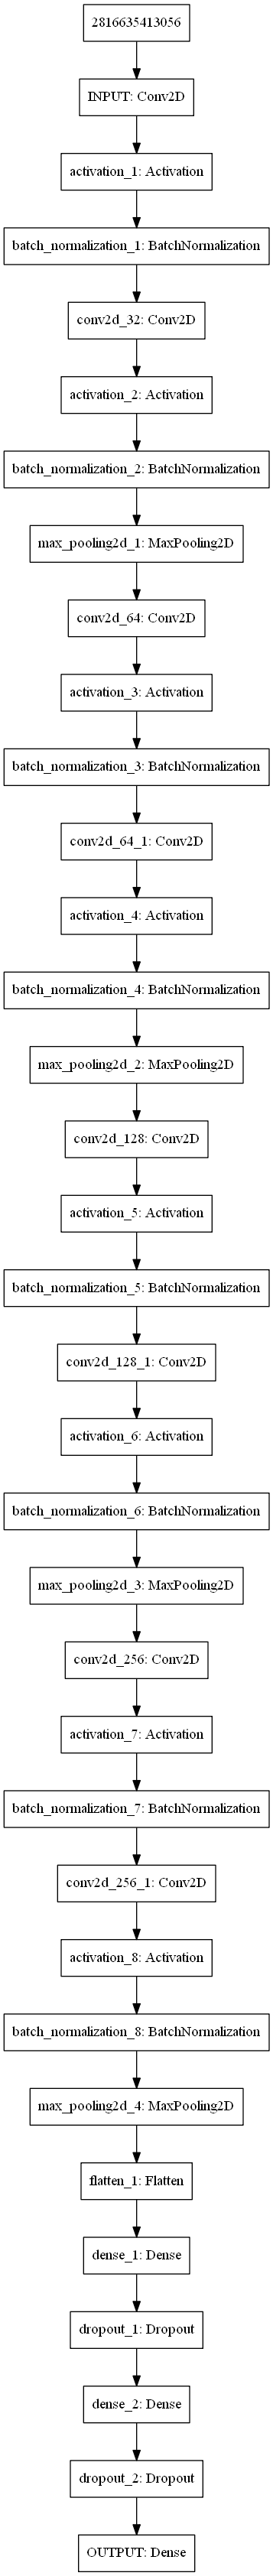 2816635413056
INPUT: Conv2D
activation_1: Activation
batch_normalization_1: BatchNormalization
conv2d_32: Conv2D
activation_2: Activation
batch_normalization_2: BatchNormalization
max_pooling2d_1: MaxPooling2D
conv2d_64: Conv2D
activation_3: Activation
batch_normalization_3: BatchNormalization
conv2d_64_1: Conv2D
activation_4: Activation
batch_normalization_4: BatchNormalization
max_pooling2d_2: MaxPooling2D
conv2d_128: Conv2D
activation_5: Activation
batch_normalization_5: BatchNormalization
conv2d_128_1: Conv2D
activation_6: Activation
batch_normalization_6: BatchNormalization
max_pooling2d_3: MaxPooling2D
conv2d_256: Conv2D
activation_7: Activation
batch_normalization_7: BatchNormalization
conv2d_256_1: Conv2D
activation_8: Activation
batch_normalization_8: BatchNormalization
max_pooling2d_4: MaxPooling2D
flatten_1: Flatten
dense_1: Dense
dropout_1: Dropout
dense_2: Dense
dropout_2: Dropout
OUTPUT: Dense